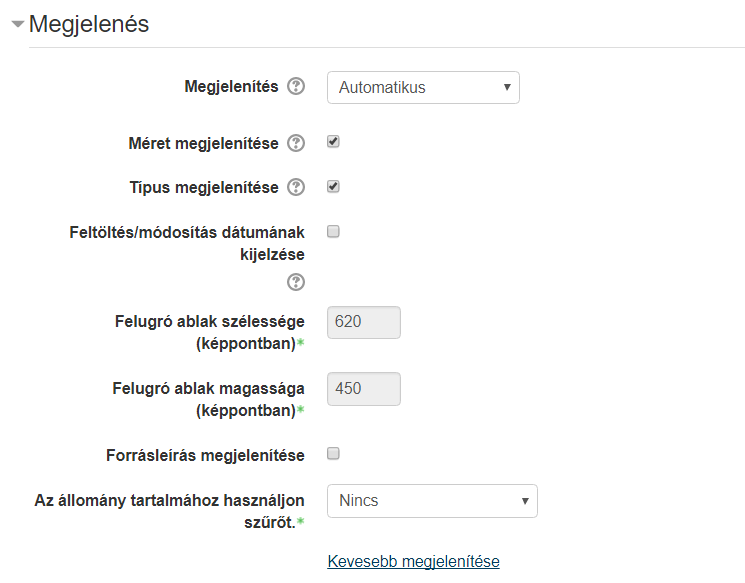 Megjelenés
Megjelenítés
Automatikus
Méret megjelenítése
Típus megjelenítése
Feltöltés/módosítás dátumának
kijelzése
Felugró ablak szélessége
(képpontban)*
620
Felugró ablak magassága
(képpontban)*
450
Forrásleírás megjelenítése
Az állomány tartalmához használjon
szűrőt.*
Nincs
Kevesebb megjelenítése